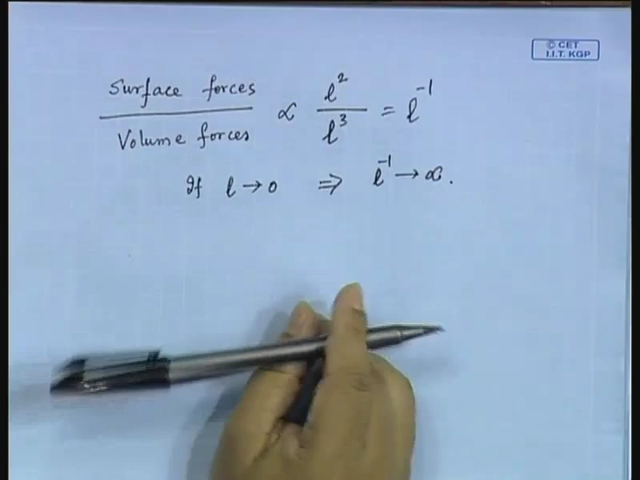 © CET
I.I.T. KGP
Surface forces / Volume forces ∝ l² / l³ = l⁻¹
If l → 0 ⇒ l⁻¹ → ∞.